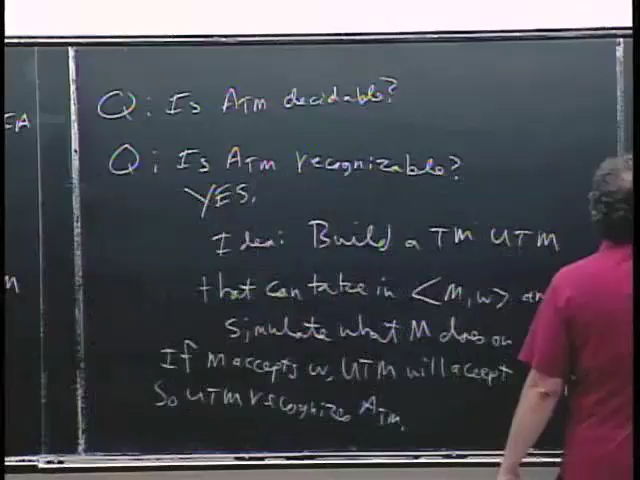 Q: Is A_TM decidable?
IA
Q: Is A_TM recognizable?
YES.
Idea: Build a TM UTM
m
that can take in <M,w> an
simulate what M does on
If M accepts w, UTM will accept
So UTM recognizes A_TM.